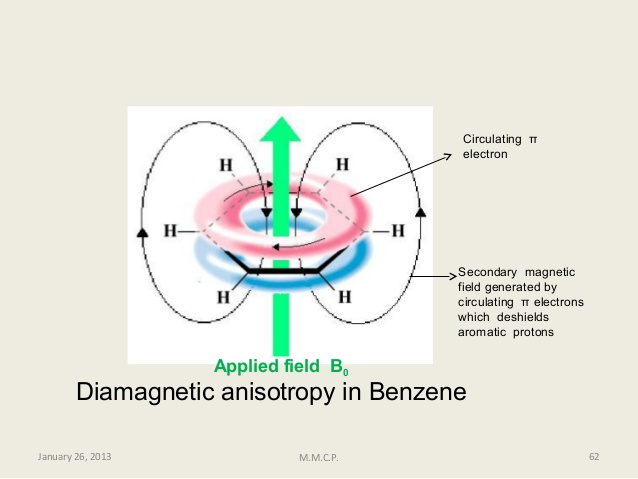 Circulating π
electron
H
H
H
H
H
H
Secondary magnetic
field generated by
circulating π electrons
which deshields
aromatic protons
Applied field B₀
Diamagnetic anisotropy in Benzene
January 26, 2013
M.M.C.P.
62